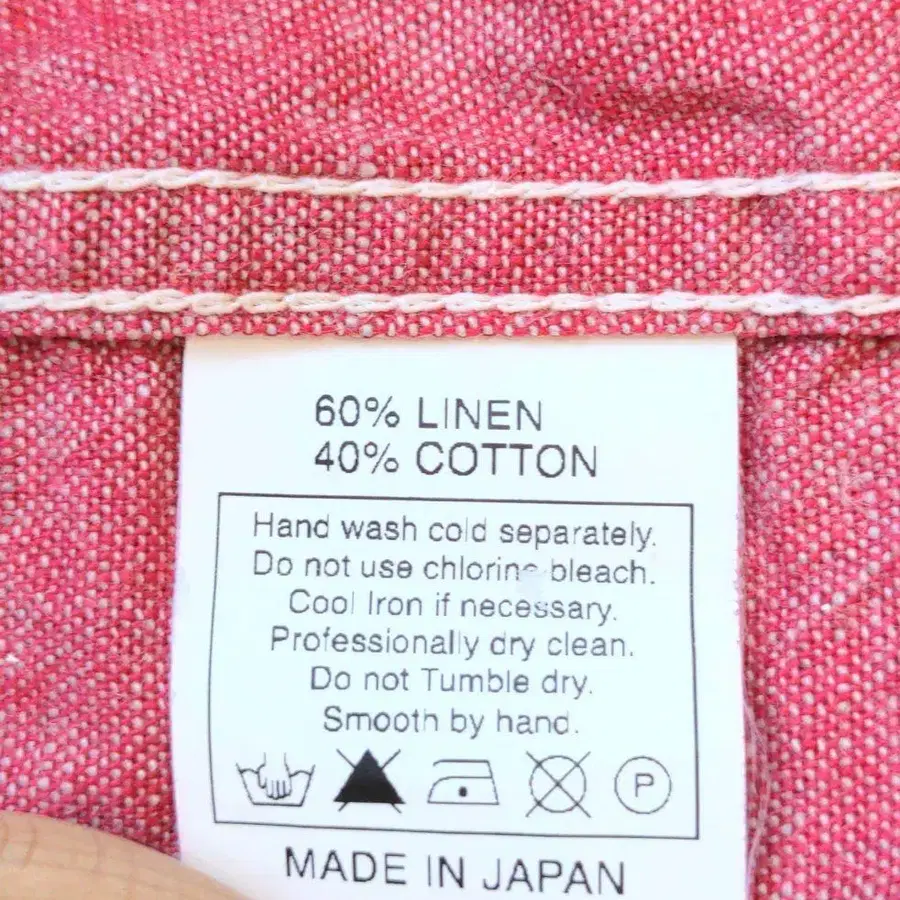 60% LINEN
40% COTTON
Hand wash cold separately.
Do not use chlorine bleach.
Cool Iron if necessary.
Professionally dry clean.
Do not Tumble dry.
Smooth by hand.
P
MADE IN JAPAN